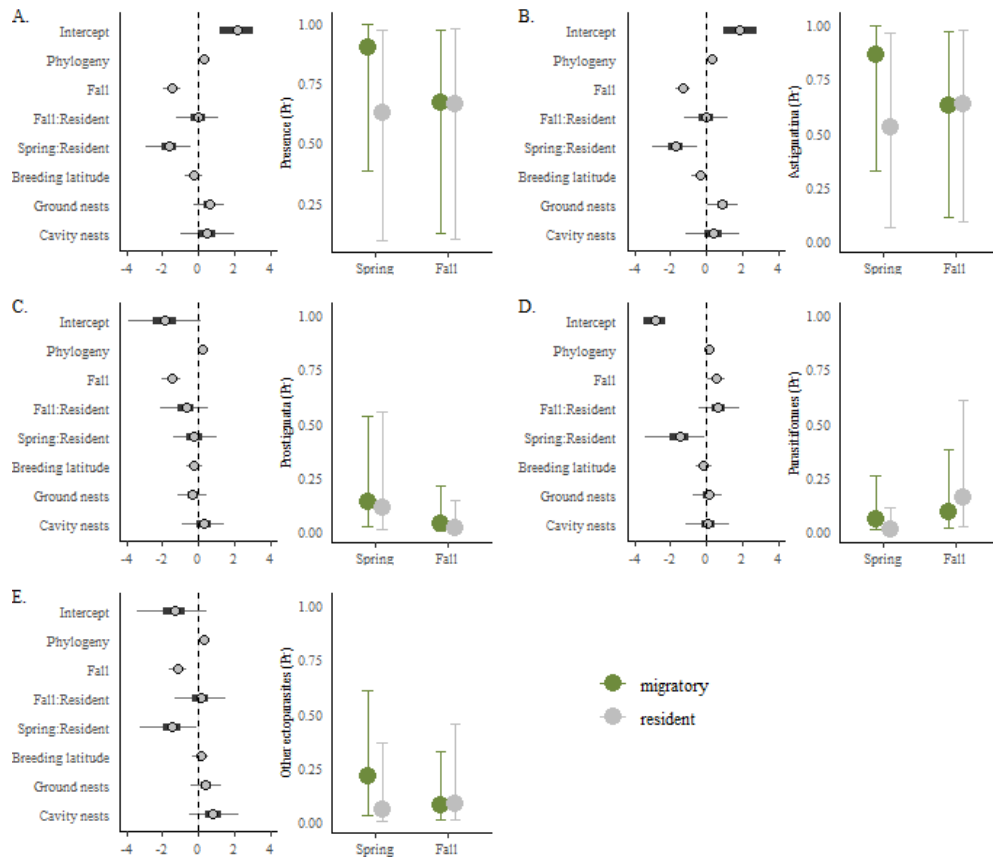 A.
Intercept
Phylogeny
Fall
Fall:Resident
Spring:Resident
Breeding latitude
Ground nests
Cavity nests
-4 -2 0 2 4
Presence (Pr)
1.00
0.75
0.50
0.25
Spring Fall
B.
Intercept
Phylogeny
Fall
Fall:Resident
Spring:Resident
Breeding latitude
Ground nests
Cavity nests
-4 -2 0 2 4
Astigmatina (Pr)
1.00
0.75
0.50
0.25
0.00
Spring Fall
C.
Intercept
Phylogeny
Fall
Fall:Resident
Spring:Resident
Breeding latitude
Ground nests
Cavity nests
-4 -2 0 2 4
Prostigmata (Pr)
1.00
0.75
0.50
0.25
0.00
Spring Fall
D.
Intercept
Phylogeny
Fall
Fall:Resident
Spring:Resident
Breeding latitude
Ground nests
Cavity nests
-4 -2 0 2 4
Parasitiformes (Pr)
1.00
0.75
0.50
0.25
0.00
Spring Fall
E.
Intercept
Phylogeny
Fall
Fall:Resident
Spring:Resident
Breeding latitude
Ground nests
Cavity nests
-4 -2 0 2 4
Other ectoparasites (Pr)
1.00
0.75
0.50
0.25
0.00
Spring Fall
migratory
resident